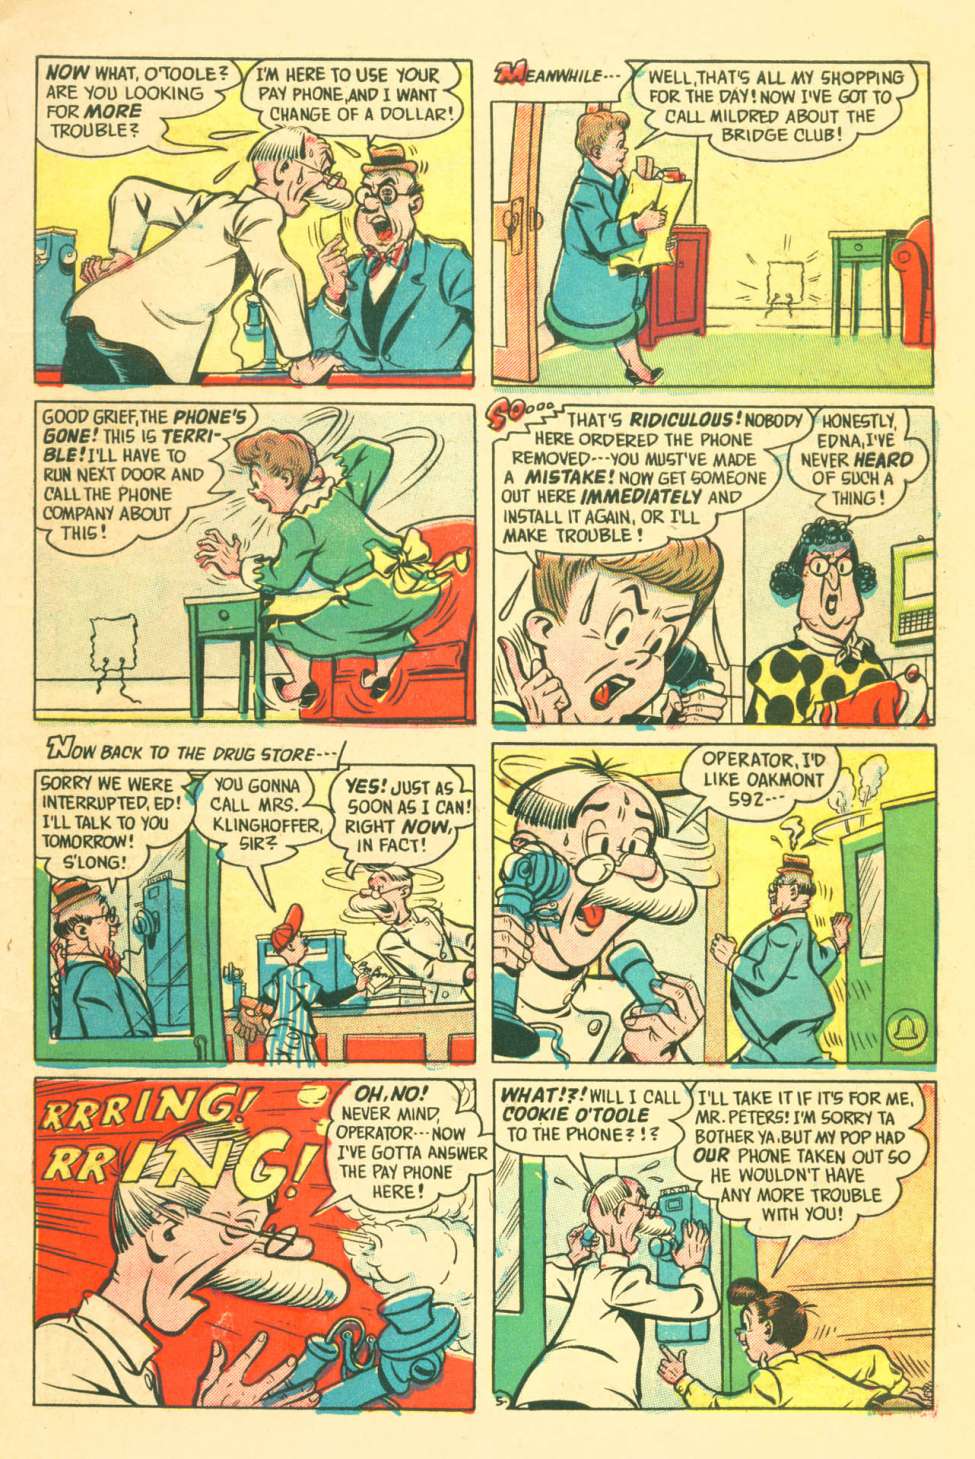 NOW WHAT, O'TOOLE?
ARE YOU LOOKING
FOR MORE
TROUBLE?
I'M HERE TO USE YOUR
PAY PHONE, AND I WANT
CHANGE OF A DOLLAR!
MEANWHILE---
WELL, THAT'S ALL MY SHOPPING
FOR THE DAY! NOW I'VE GOT TO
CALL MILDRED ABOUT THE
BRIDGE CLUB!
GOOD GRIEF, THE PHONE'S
GONE! THIS IS TERRI-
BLE! I'LL HAVE TO
RUN NEXT DOOR AND
CALL THE PHONE
COMPANY ABOUT
THIS!
SO...
THAT'S RIDICULOUS! NOBODY
HERE ORDERED THE PHONE
REMOVED---YOU MUST'VE MADE
A MISTAKE! NOW GET SOMEONE
OUT HERE IMMEDIATELY AND
INSTALL IT AGAIN, OR I'LL
MAKE TROUBLE!
HONESTLY,
EDNA, I'VE
NEVER HEARD
OF SUCH A
THING!
NOW BACK TO THE DRUG STORE---
SORRY WE WERE
INTERRUPTED, ED!
I'LL TALK TO YOU
TOMORROW!
S'LONG!
YOU GONNA
CALL MRS.
KLINGHOFFER,
SIR?
YES! JUST AS
SOON AS I CAN!
RIGHT NOW,
IN FACT!
OPERATOR, I'D
LIKE OAKMONT
592---
RRRING!
RRING!
OH, NO!
NEVER MIND,
OPERATOR---NOW
I'VE GOTTA ANSWER
THE PAY PHONE
HERE!
WHAT!?! WILL I CALL
COOKIE O'TOOLE
TO THE PHONE?!?
I'LL TAKE IT IF IT'S FOR ME,
MR. PETERS! I'M SORRY TA
BOTHER YA, BUT MY POP HAD
OUR PHONE TAKEN OUT SO
HE WOULDN'T HAVE
ANY MORE TROUBLE
WITH YOU!
5-